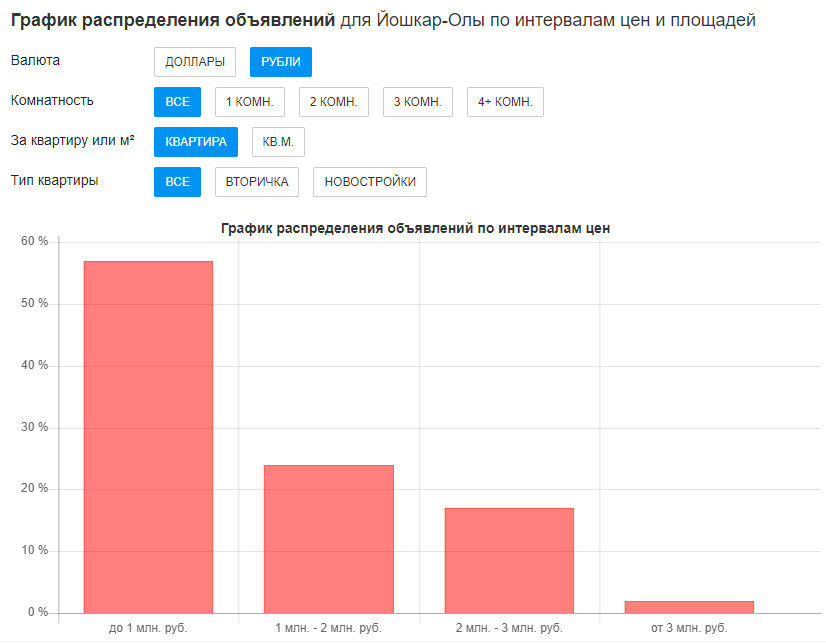 График распределения объявлений для Йошкар-Олы по интервалам цен и площадей
Валюта ДОЛЛАРЫ РУБЛИ
Комнатность ВСЕ 1 КОМН. 2 КОМН. 3 КОМН. 4+ КОМН.
За квартиру или м² КВАРТИРА КВ.М.
Тип квартиры ВСЕ ВТОРИЧКА НОВОСТРОЙКИ
График распределения объявлений по интервалам цен
60 %
50 %
40 %
30 %
20 %
10 %
0 %
до 1 млн. руб. 1 млн. - 2 млн. руб. 2 млн. - 3 млн. руб. от 3 млн. руб.